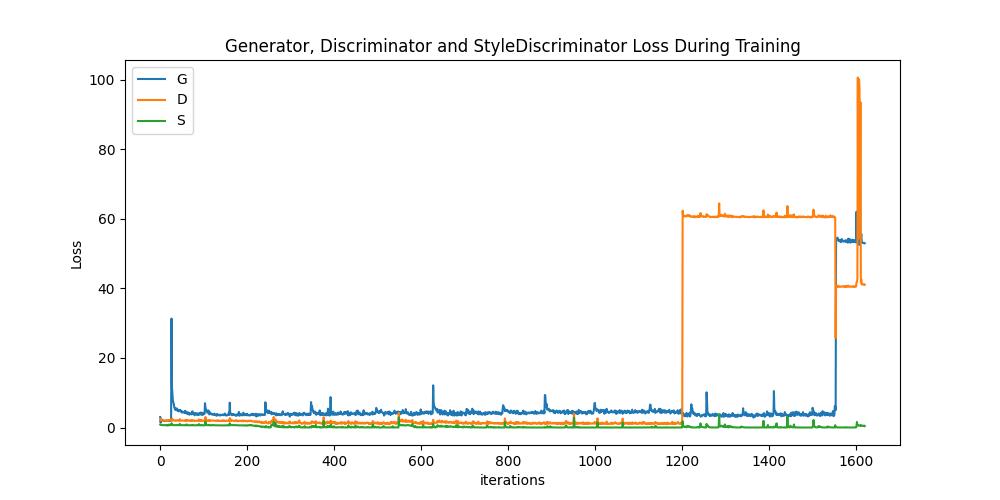 Generator, Discriminator and StyleDiscriminator Loss During Training
G
D
S
Loss
100
80
60
40
20
0
0 200 400 600 800 1000 1200 1400 1600
iterations